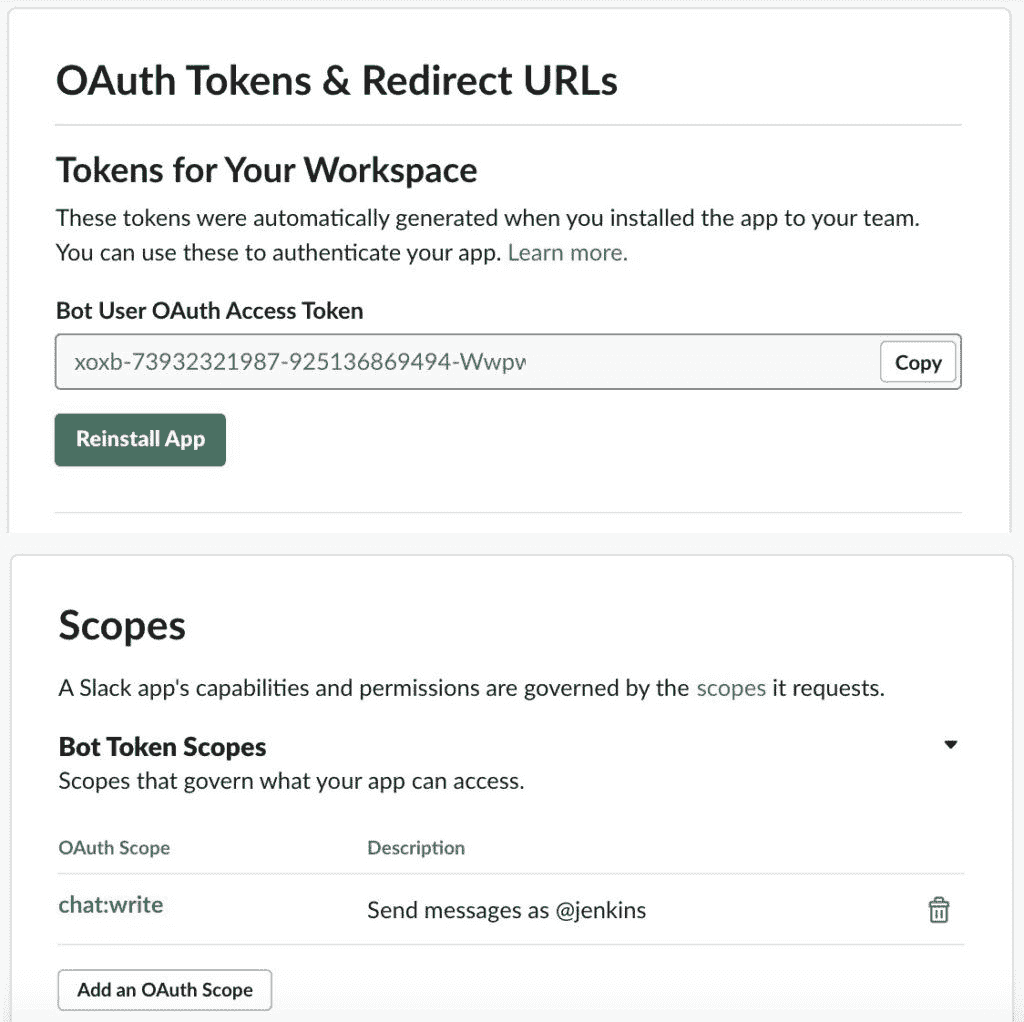 OAuth Tokens & Redirect URLs
Tokens for Your Workspace
These tokens were automatically generated when you installed the app to your team.
You can use these to authenticate your app. Learn more.
Bot User OAuth Access Token
xoxb-73932321987-925136869494-Wwpw
Copy
Reinstall App
Scopes
A Slack app's capabilities and permissions are governed by the scopes it requests.
Bot Token Scopes
Scopes that govern what your app can access.
OAuth Scope Description
chat:write Send messages as @jenkins
Add an OAuth Scope